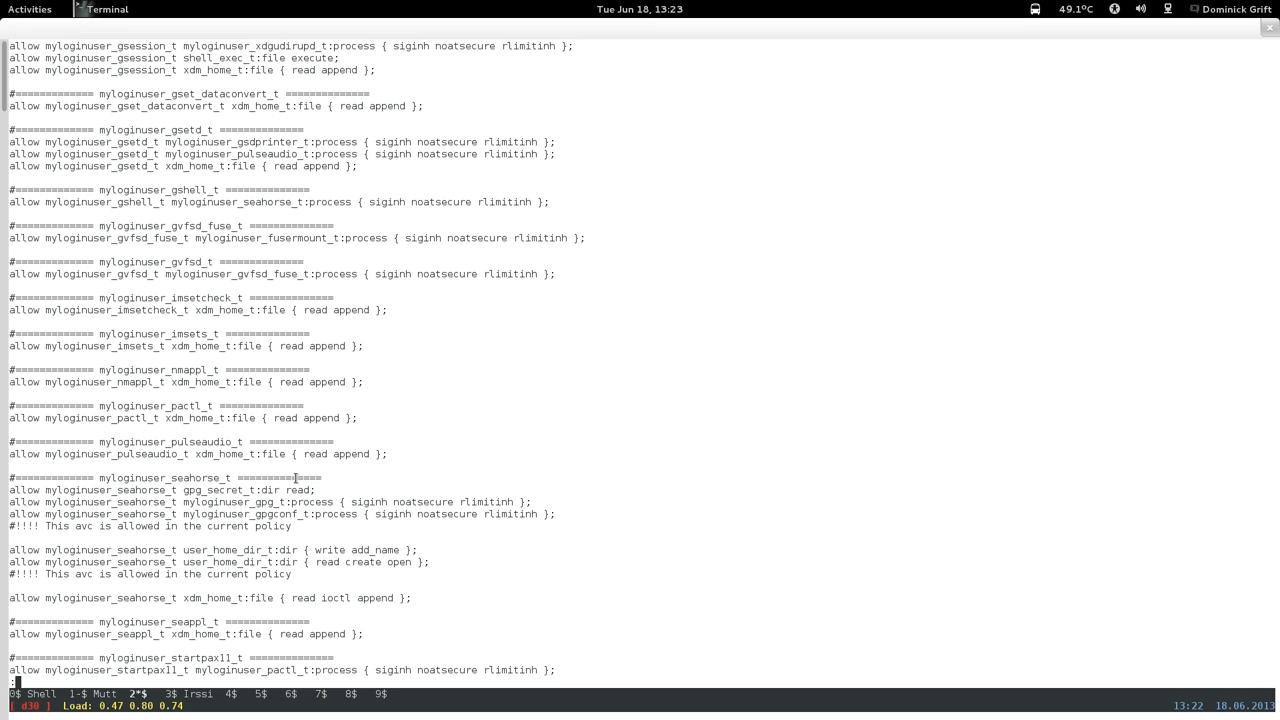 Activities Terminal Tue Jun 18, 13:23 49.1°C Dominick Grift
allow myloginuser_gsession_t myloginuser_xdgudirupd_t:process { siginh noatsecure rlimitinh };
allow myloginuser_gsession_t shell_exec_t:file execute;
allow myloginuser_gsession_t xdm_home_t:file { read append };
#============= myloginuser_gset_dataconvert_t ==============
allow myloginuser_gset_dataconvert_t xdm_home_t:file { read append };
#============= myloginuser_gsetd_t ==============
allow myloginuser_gsetd_t myloginuser_gsdprinter_t:process { siginh noatsecure rlimitinh };
allow myloginuser_gsetd_t myloginuser_pulseaudio_t:process { siginh noatsecure rlimitinh };
allow myloginuser_gsetd_t xdm_home_t:file { read append };
#============= myloginuser_gshell_t ==============
allow myloginuser_gshell_t myloginuser_seahorse_t:process { siginh noatsecure rlimitinh };
#============= myloginuser_gvfsd_fuse_t ==============
allow myloginuser_gvfsd_fuse_t myloginuser_fusermount_t:process { siginh noatsecure rlimitinh };
#============= myloginuser_gvfsd_t ==============
allow myloginuser_gvfsd_t myloginuser_gvfsd_fuse_t:process { siginh noatsecure rlimitinh };
#============= myloginuser_imsetcheck_t ==============
allow myloginuser_imsetcheck_t xdm_home_t:file { read append };
#============= myloginuser_imsets_t ==============
allow myloginuser_imsets_t xdm_home_t:file { read append };
#============= myloginuser_nmappl_t ==============
allow myloginuser_nmappl_t xdm_home_t:file { read append };
#============= myloginuser_pactl_t ==============
allow myloginuser_pactl_t xdm_home_t:file { read append };
#============= myloginuser_pulseaudio_t ==============
allow myloginuser_pulseaudio_t xdm_home_t:file { read append };
#============= myloginuser_seahorse_t ==============
allow myloginuser_seahorse_t gpg_secret_t:dir read;
allow myloginuser_seahorse_t myloginuser_gpg_t:process { siginh noatsecure rlimitinh };
allow myloginuser_seahorse_t myloginuser_gpgconf_t:process { siginh noatsecure rlimitinh };
#!!!! This avc is allowed in the current policy
allow myloginuser_seahorse_t user_home_dir_t:dir { write add_name };
allow myloginuser_seahorse_t user_home_dir_t:dir { read create open };
#!!!! This avc is allowed in the current policy
allow myloginuser_seahorse_t xdm_home_t:file { read ioctl append };
#============= myloginuser_seappl_t ==============
allow myloginuser_seappl_t xdm_home_t:file { read append };
#============= myloginuser_startpax11_t ==============
allow myloginuser_startpax11_t myloginuser_pactl_t:process { siginh noatsecure rlimitinh };
:
0$ Shell 1-$ Mutt 2*$ 3$ Irssi 4$ 5$ 6$ 7$ 8$ 9$
[ d30 ] Load: 0.47 0.80 0.74 13:22 18.06.2013